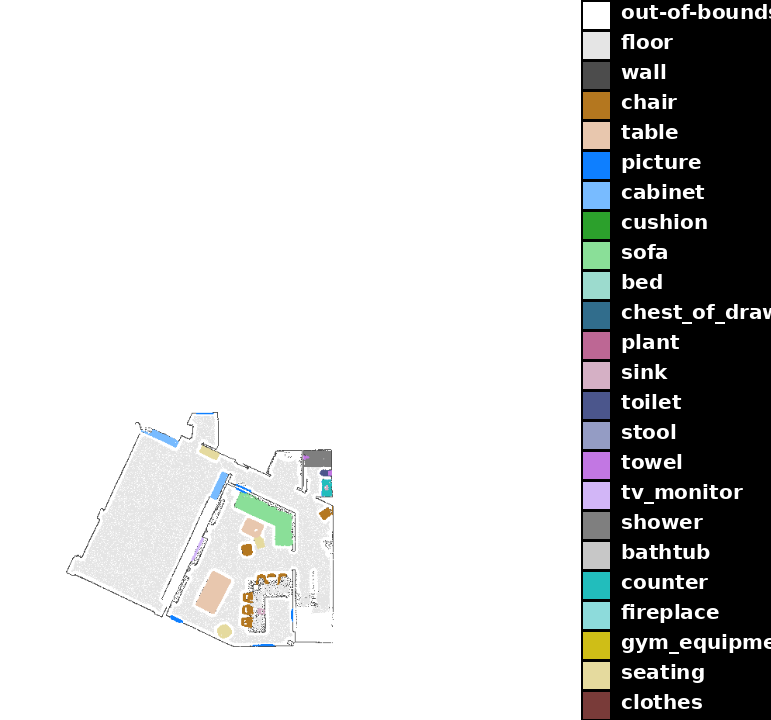 out-of-bounds
floor
wall
chair
table
picture
cabinet
cushion
sofa
bed
chest_of_draw
plant
sink
toilet
stool
towel
tv_monitor
shower
bathtub
counter
fireplace
gym_equipme
seating
clothes